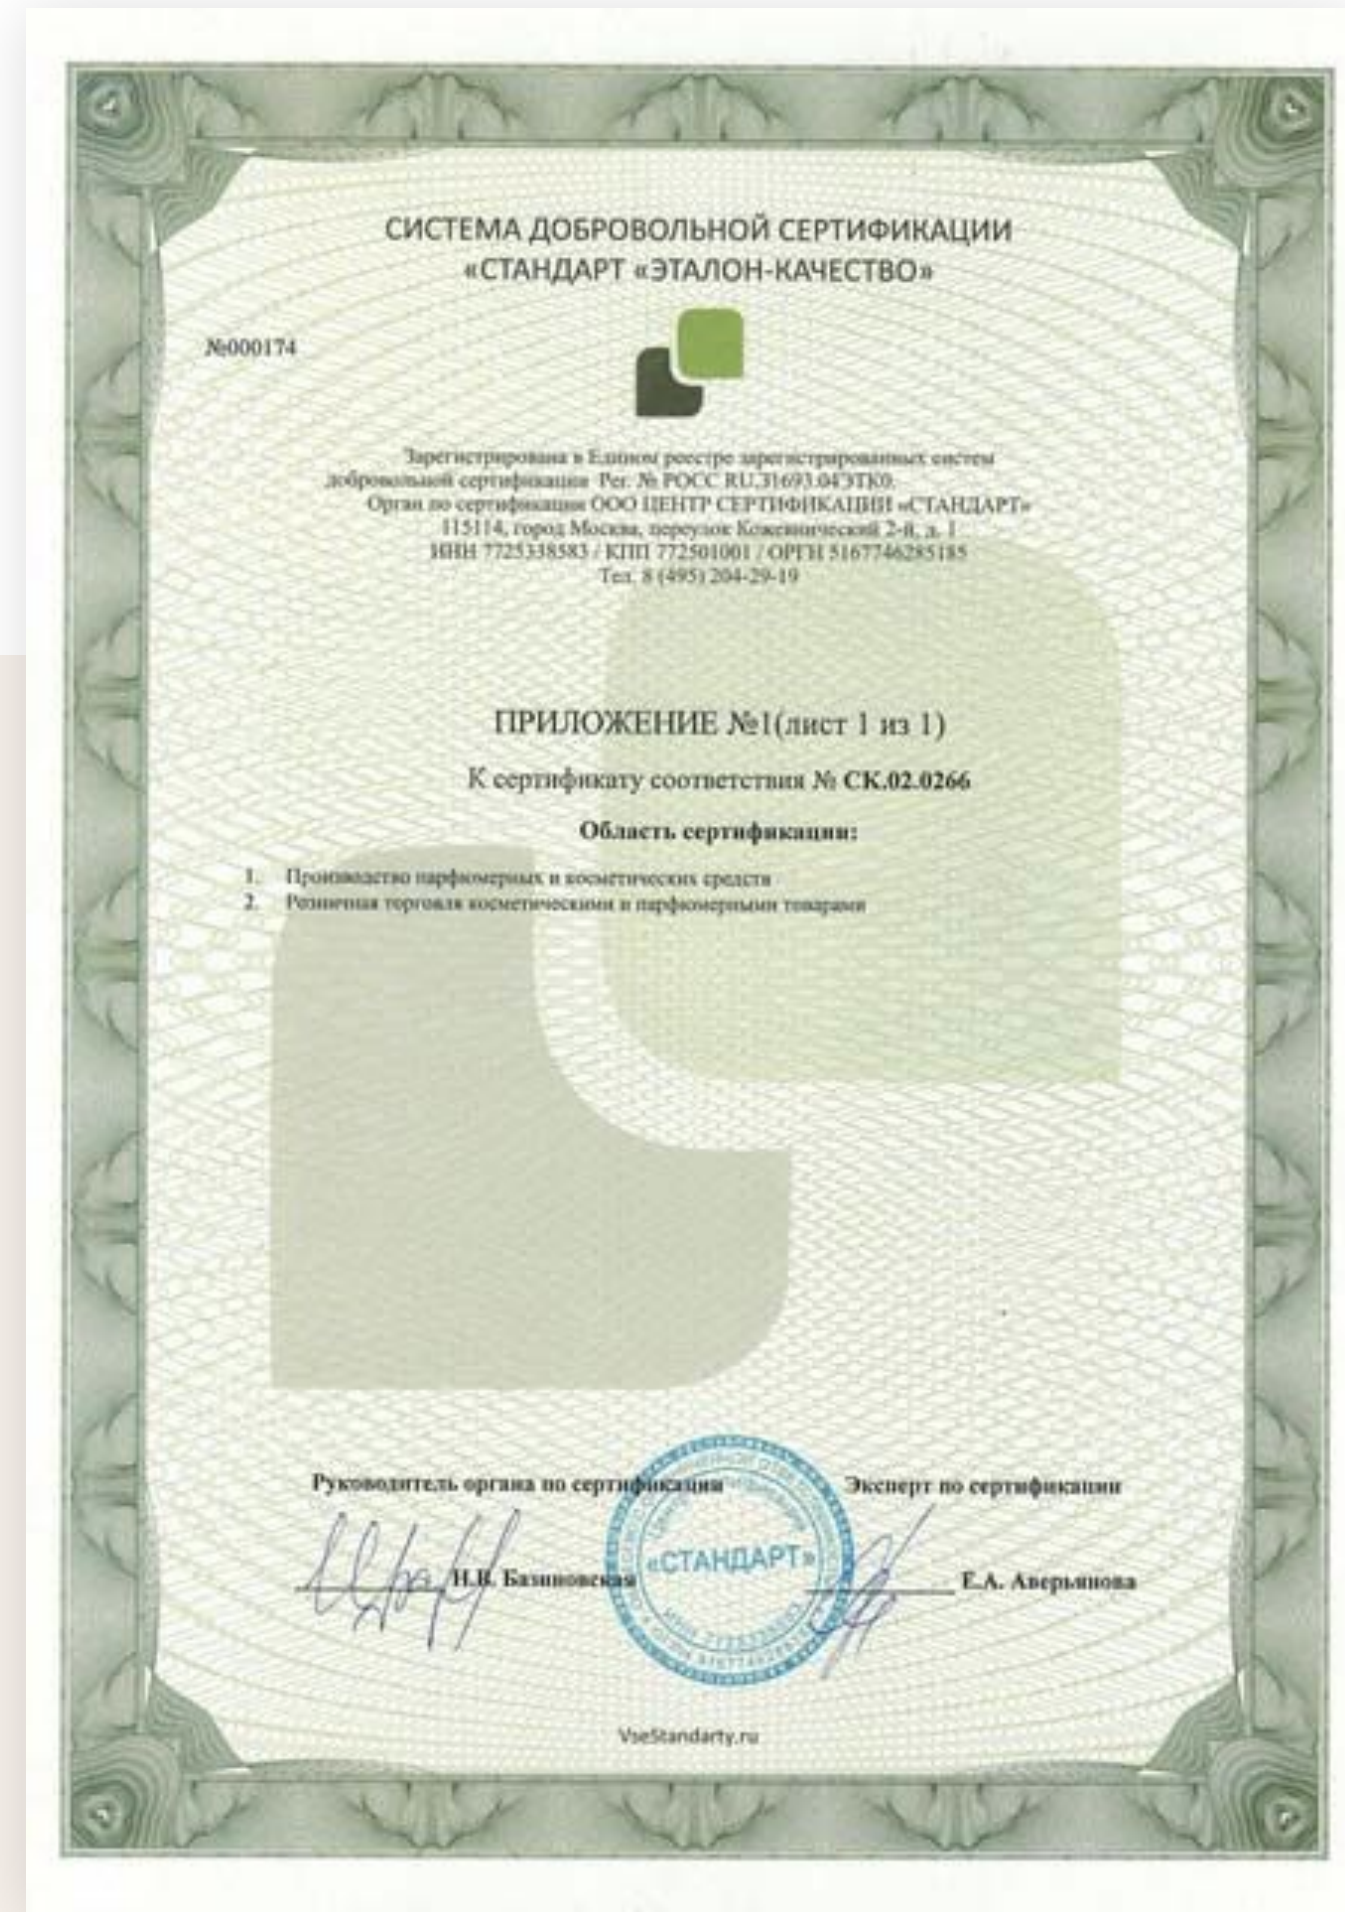 СИСТЕМА ДОБРОВОЛЬНОЙ СЕРТИФИКАЦИИ
«СТАНДАРТ «ЭТАЛОН-КАЧЕСТВО»
№000174
Зарегистрирована в Едином реестре зарегистрированных систем
добровольной сертификации Рег. № РОСС RU.31693.04ЭТК0.
Орган по сертификации ООО ЦЕНТР СЕРТИФИКАЦИИ «СТАНДАРТ»
115114, город Москва, переулок Кожевнический 2-й, д. 1
ИНН 7725338583 / КПП 772501001 / ОРГН 5167746285185
Тел. 8 (495) 204-29-19
ПРИЛОЖЕНИЕ №1(лист 1 из 1)
К сертификату соответствия № СК.02.0266
Область сертификации:
1. Производство парфюмерных и косметических средств
2. Розничная торговля косметическими и парфюмерными товарами
Руководитель органа по сертификации
Эксперт по сертификации
«СТАНДАРТ»
Н.В. Базиновская
Е.А. Аверьянова
VseStandarty.ru